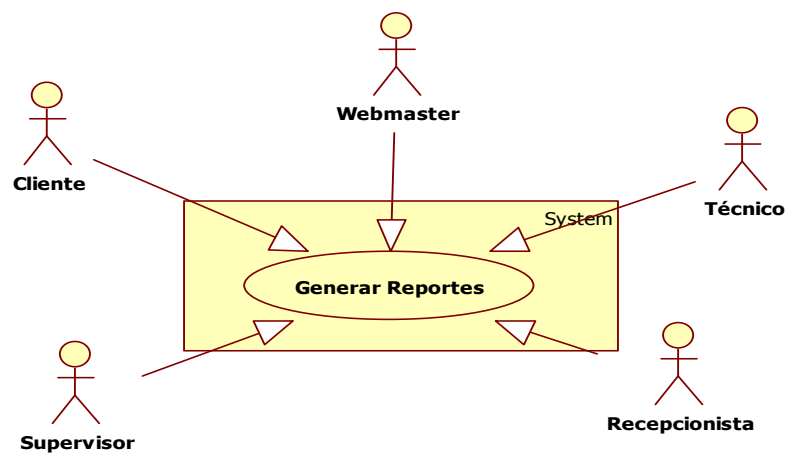 Webmaster
Cliente
Técnico
System
Generar Reportes
Recepcionista
Supervisor